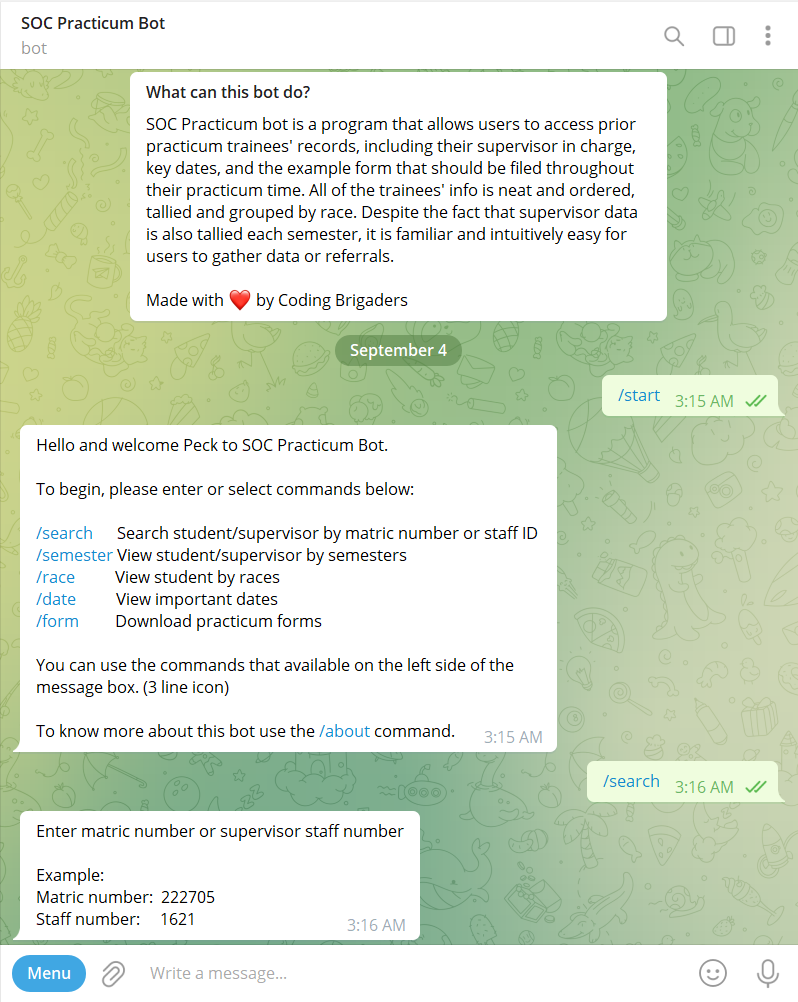 SOC Practicum Bot
bot
What can this bot do?
SOC Practicum bot is a program that allows users to access prior
practicum trainees' records, including their supervisor in charge,
key dates, and the example form that should be filed throughout
their practicum time. All of the trainees' info is neat and ordered,
tallied and grouped by race. Despite the fact that supervisor data
is also tallied each semester, it is familiar and intuitively easy for
users to gather data or referrals.
Made with ❤️ by Coding Brigaders
September 4
/start 3:15 AM
Hello and welcome Peck to SOC Practicum Bot.
To begin, please enter or select commands below:
/search Search student/supervisor by matric number or staff ID
/semester View student/supervisor by semesters
/race View student by races
/date View important dates
/form Download practicum forms
You can use the commands that available on the left side of the
message box. (3 line icon)
To know more about this bot use the /about command. 3:15 AM
/search 3:16 AM
Enter matric number or supervisor staff number
Example:
Matric number: 222705
Staff number: 1621 3:16 AM
Menu Write a message...